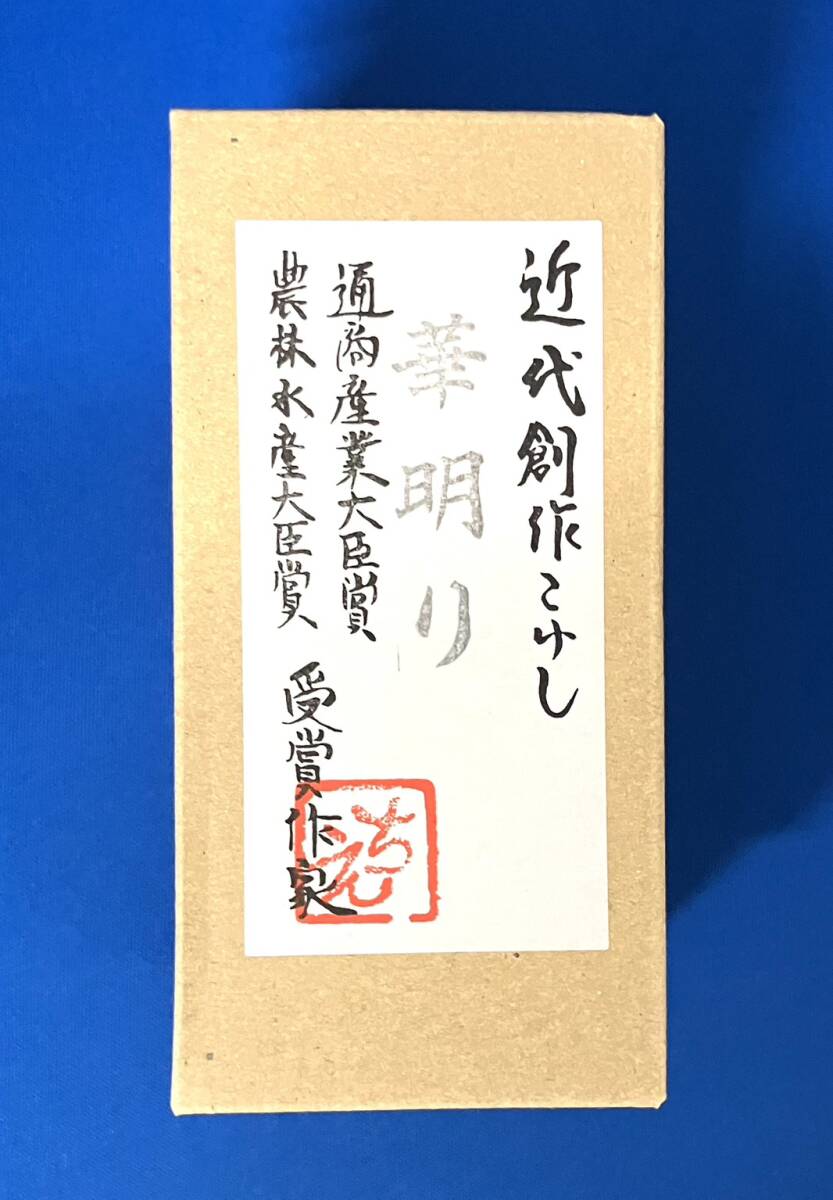 近代創作こけし
華明り
通商産業大臣賞
農林水産大臣賞
受賞作家